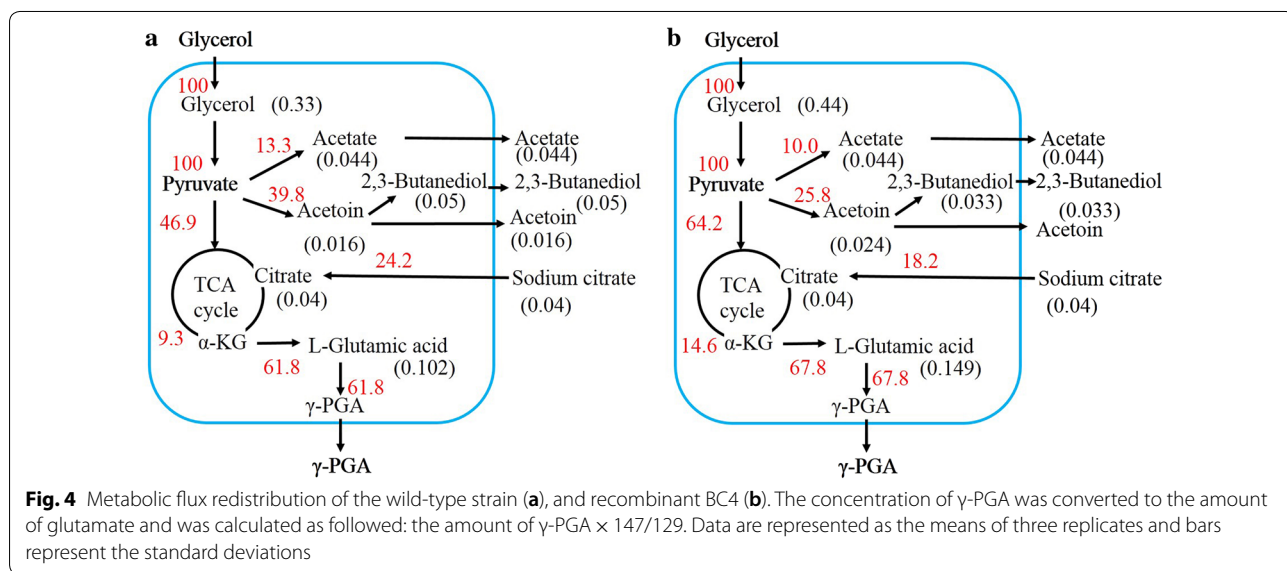 a Glycerol
100
Glycerol (0.33)
100
Pyruvate
13.3
Acetate
(0.044)
Acetate
(0.044)
39.8
2,3-Butanediol
(0.05)
2,3-Butanediol
(0.05)
Acetoin
(0.016)
Acetoin
(0.016)
46.9
TCA
cycle
Citrate
(0.04)
24.2
Sodium citrate
(0.04)
9.3
α-KG
61.8
L-Glutamic acid
(0.102)
61.8
γ-PGA
γ-PGA
b Glycerol
100
Glycerol (0.44)
100
Pyruvate
10.0
Acetate
(0.044)
Acetate
(0.044)
25.8
2,3-Butanediol
(0.033)
2,3-Butanediol
(0.033)
Acetoin
(0.024)
Acetoin
64.2
TCA
cycle
Citrate
(0.04)
18.2
Sodium citrate
(0.04)
14.6
α-KG
67.8
L-Glutamic acid
(0.149)
67.8
γ-PGA
γ-PGA
Fig. 4 Metabolic flux redistribution of the wild-type strain (a), and recombinant BC4 (b). The concentration of γ-PGA was converted to the amount
of glutamate and was calculated as followed: the amount of γ-PGA × 147/129. Data are represented as the means of three replicates and bars
represent the standard deviations